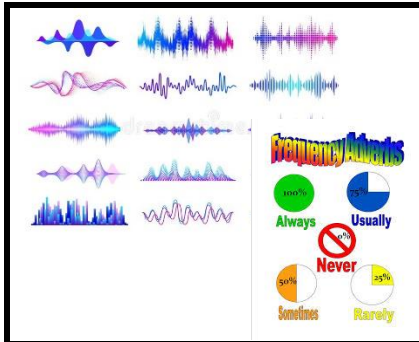 Frequency Adverbs
100%
75%
Always
Usually
0%
Never
50%
25%
Sometimes
Rarely